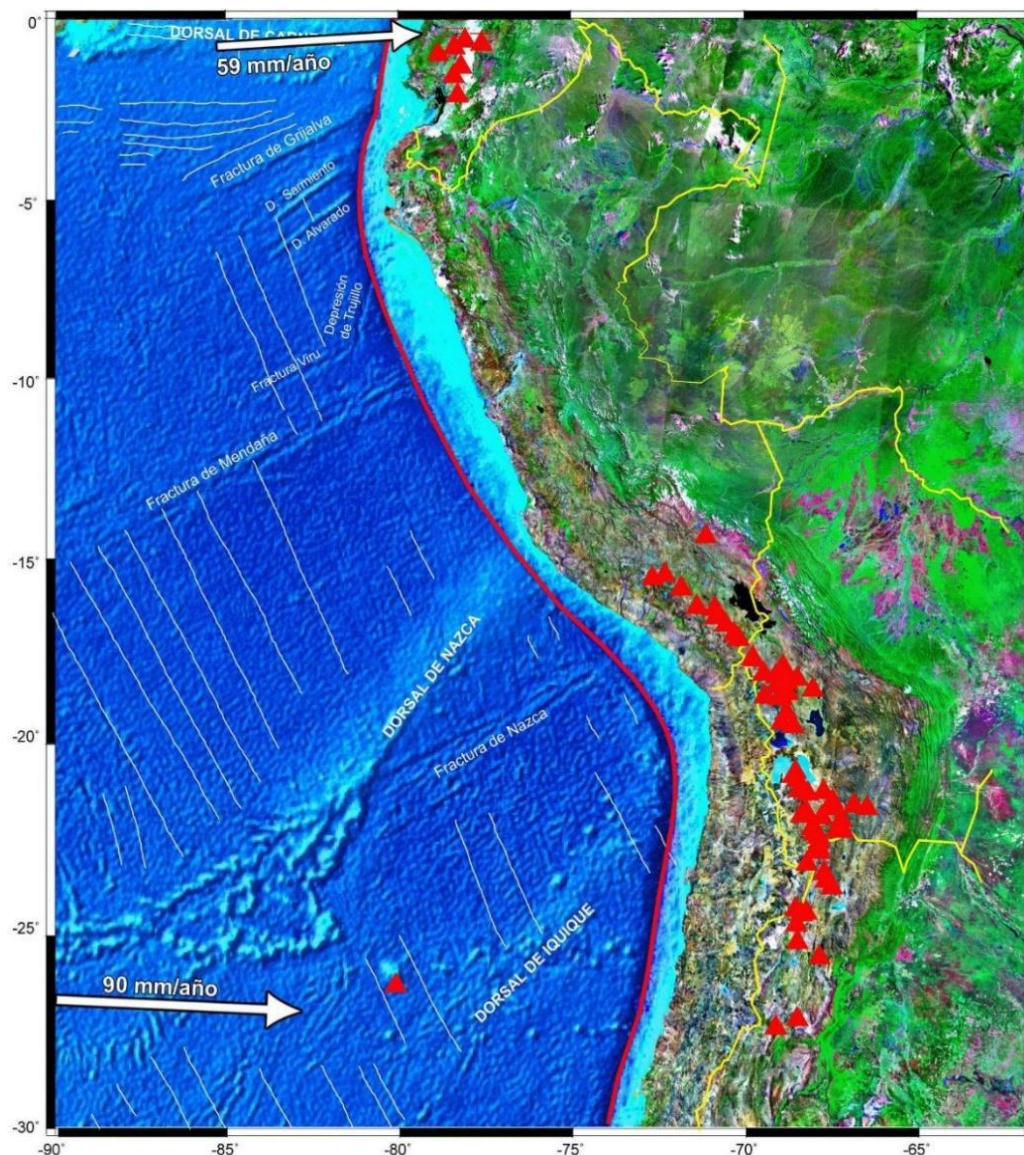 0°
DORSAL DE
59 mm/año
Fractura de Grijalva
D. Sarmiento
D. Alvarado
-5°
Depresión
de Trujillo
Fractura Viru
-10°
Fractura de Mendaña
-15°
DORSAL DE NAZCA
Fractura de Nazca
-20°
-25°
DORSAL DE IQUIQUE
90 mm/año
-30°
-90° -85° -80° -75° -70° -65°